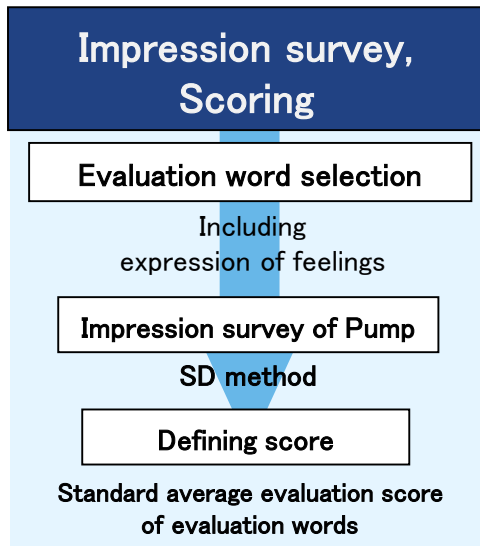 Impression survey,
Scoring
Evaluation word selection
Including
expression of feelings
Impression survey of Pump
SD method
Defining score
Standard average evaluation score
of evaluation words